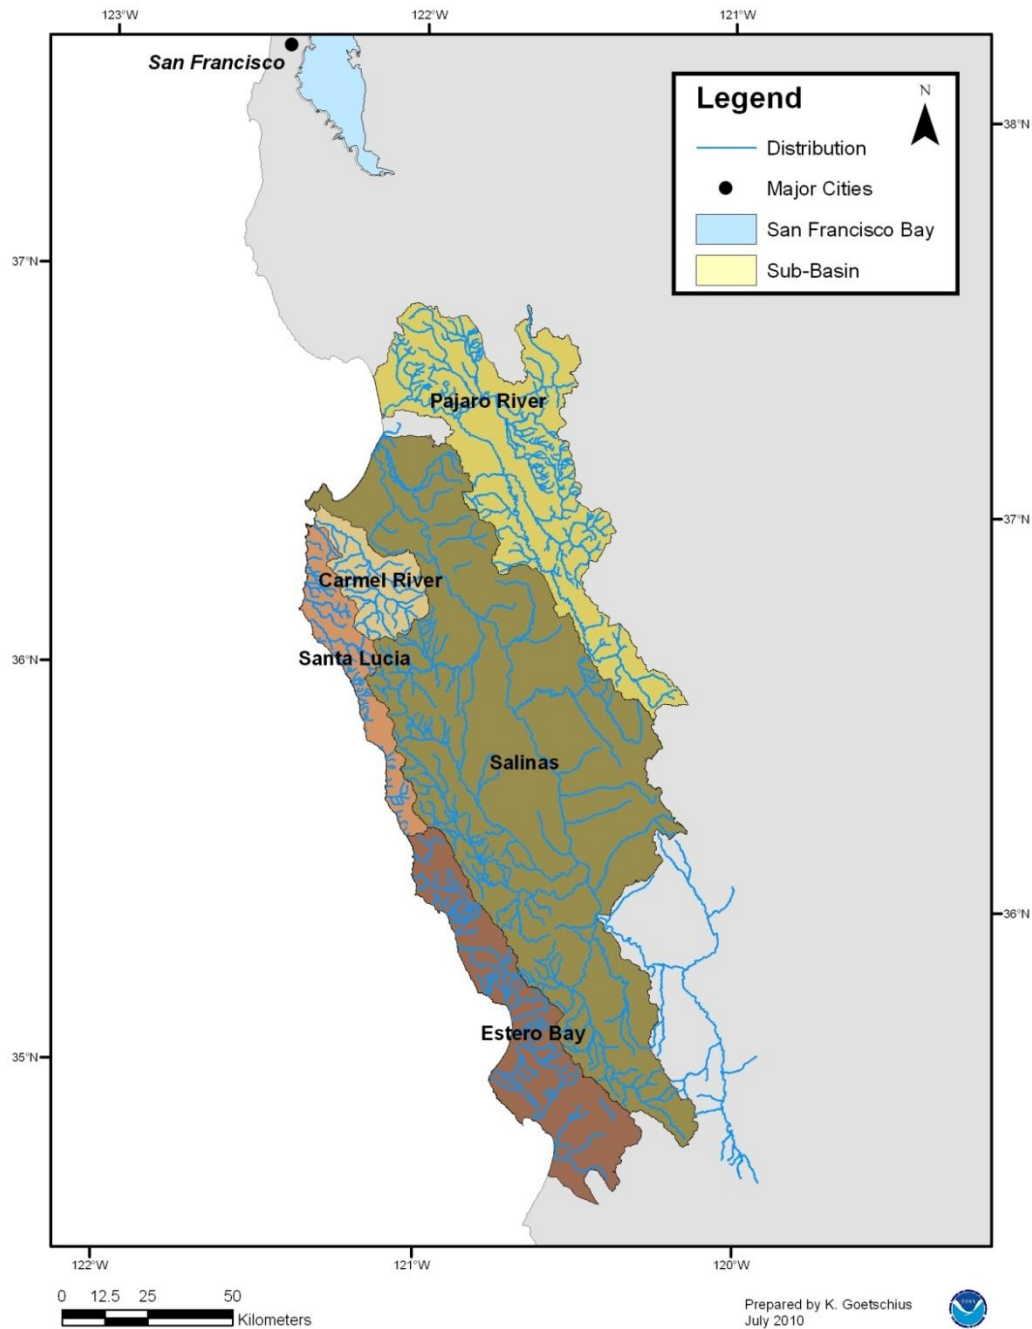 123°W
122°W
121°W
San Francisco
Legend
N
Distribution
Major Cities
San Francisco Bay
Sub-Basin
38°N
37°N
Pajaro River
37°N
Carmel River
36°N
Santa Lucia
Salinas
36°N
Estero Bay
35°N
122°W
121°W
120°W
0 12.5 25 50
Kilometers
Prepared by K. Goetschius
July 2010